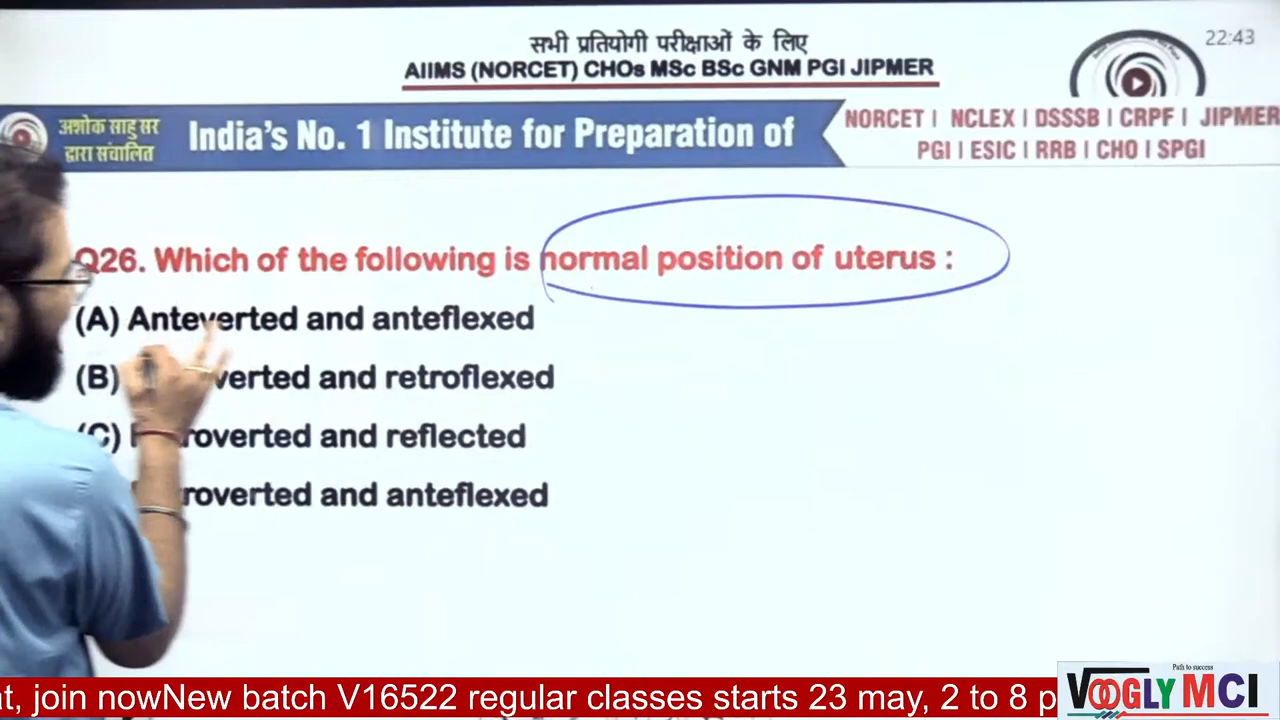 सभी प्रतियोगी परीक्षाओं के लिए
AIIMS (NORCET) CHOs MSc BSc GNM PGI JIPMER
22:43
अशोक साहु सर
द्वारा संचालित
India's No. 1 Institute for Preparation of
NORCET I NCLEX I DSSSB I CRPF I JIPMER
PGI I ESIC I RRB I CHO I SPGI
Q26. Which of the following is normal position of uterus :
(A) Anteverted and anteflexed
(B) and retroflexed
(C) and reflected
and anteflexed
join nowNew batch V16522 regular classes starts 23 may, 2 to 8
Path to success
VOOGLY MCI